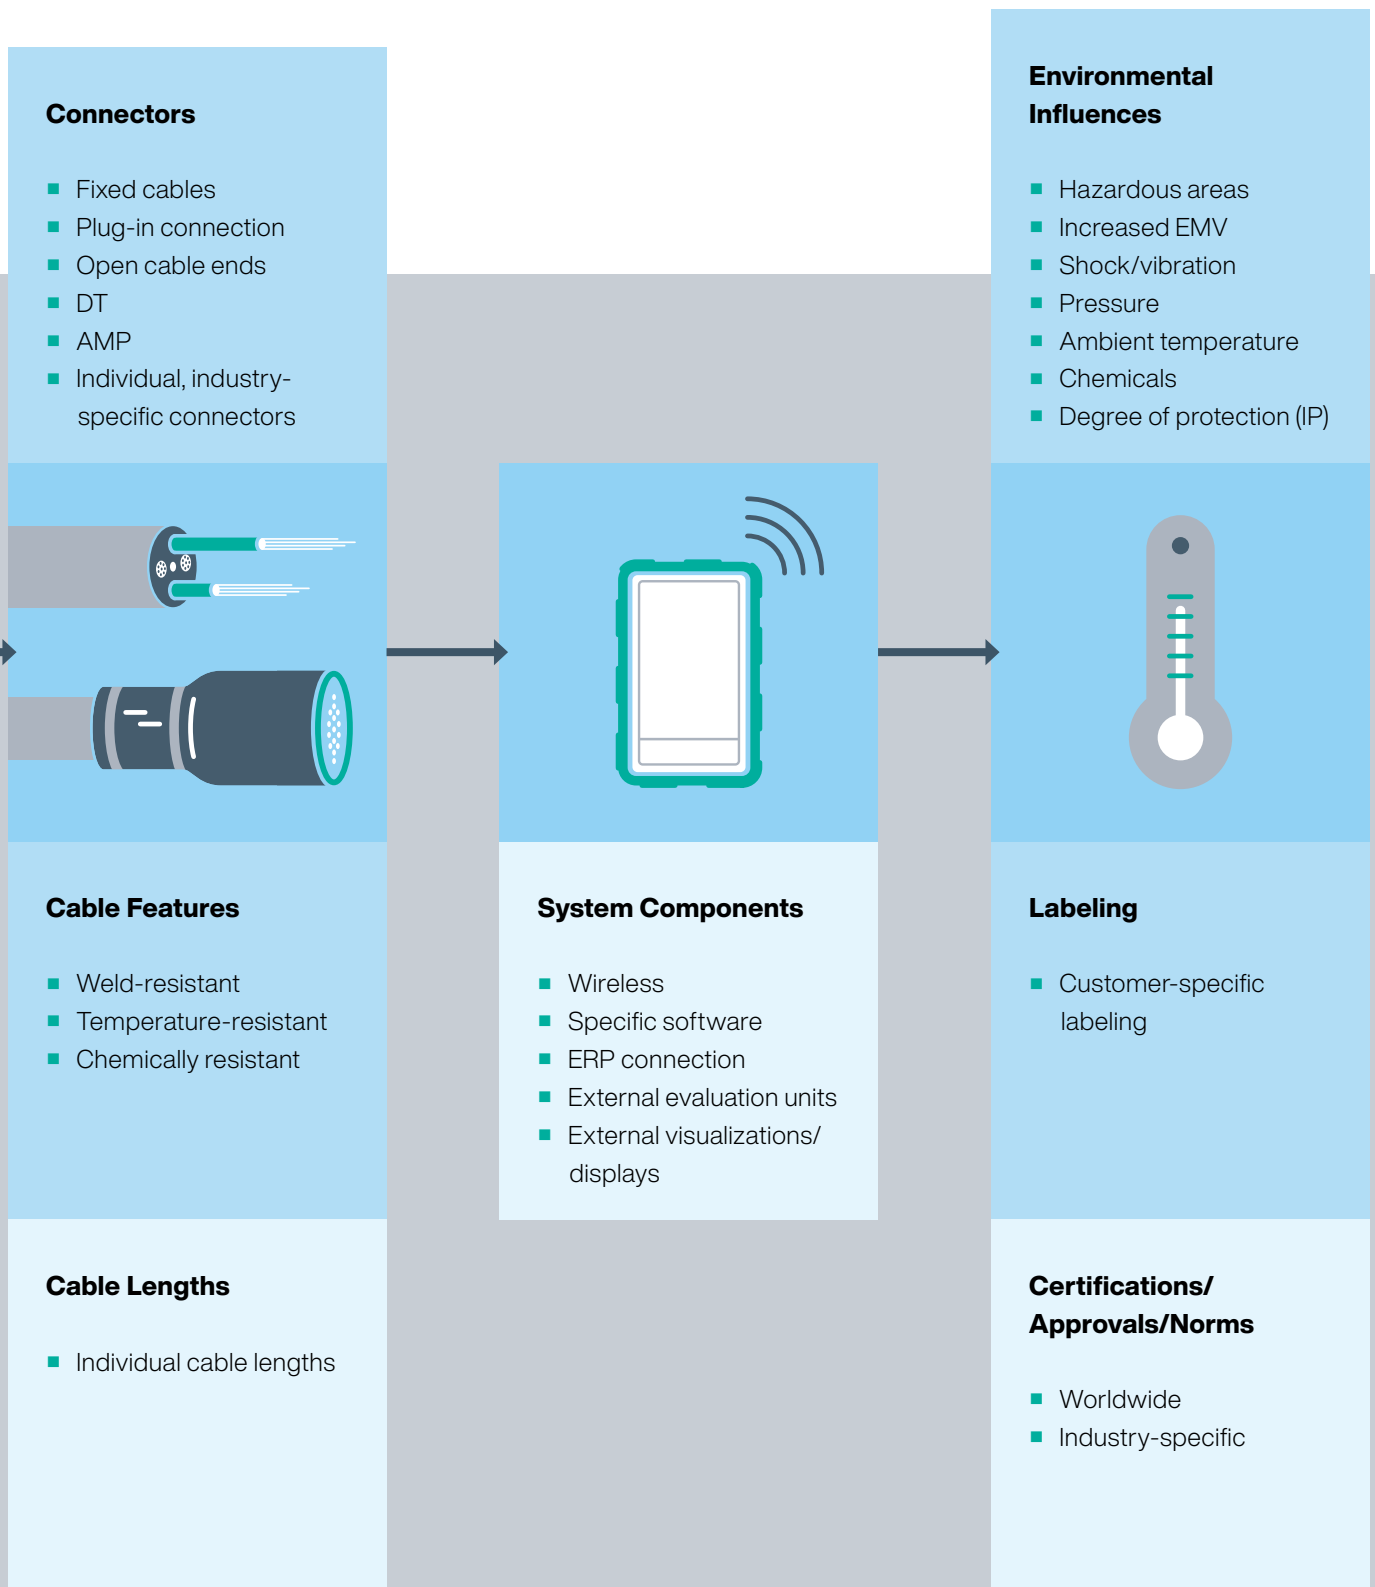 Connectors
Fixed cables
Plug-in connection
Open cable ends
DT
AMP
Individual, industry-
specific connectors
Cable Features
Weld-resistant
Temperature-resistant
Chemically resistant
Cable Lengths
Individual cable lengths
System Components
Wireless
Specific software
ERP connection
External evaluation units
External visualizations/
displays
Environmental
Influences
Hazardous areas
Increased EMV
Shock/vibration
Pressure
Ambient temperature
Chemicals
Degree of protection (IP)
Labeling
Customer-specific
labeling
Certifications/
Approvals/Norms
Worldwide
Industry-specific